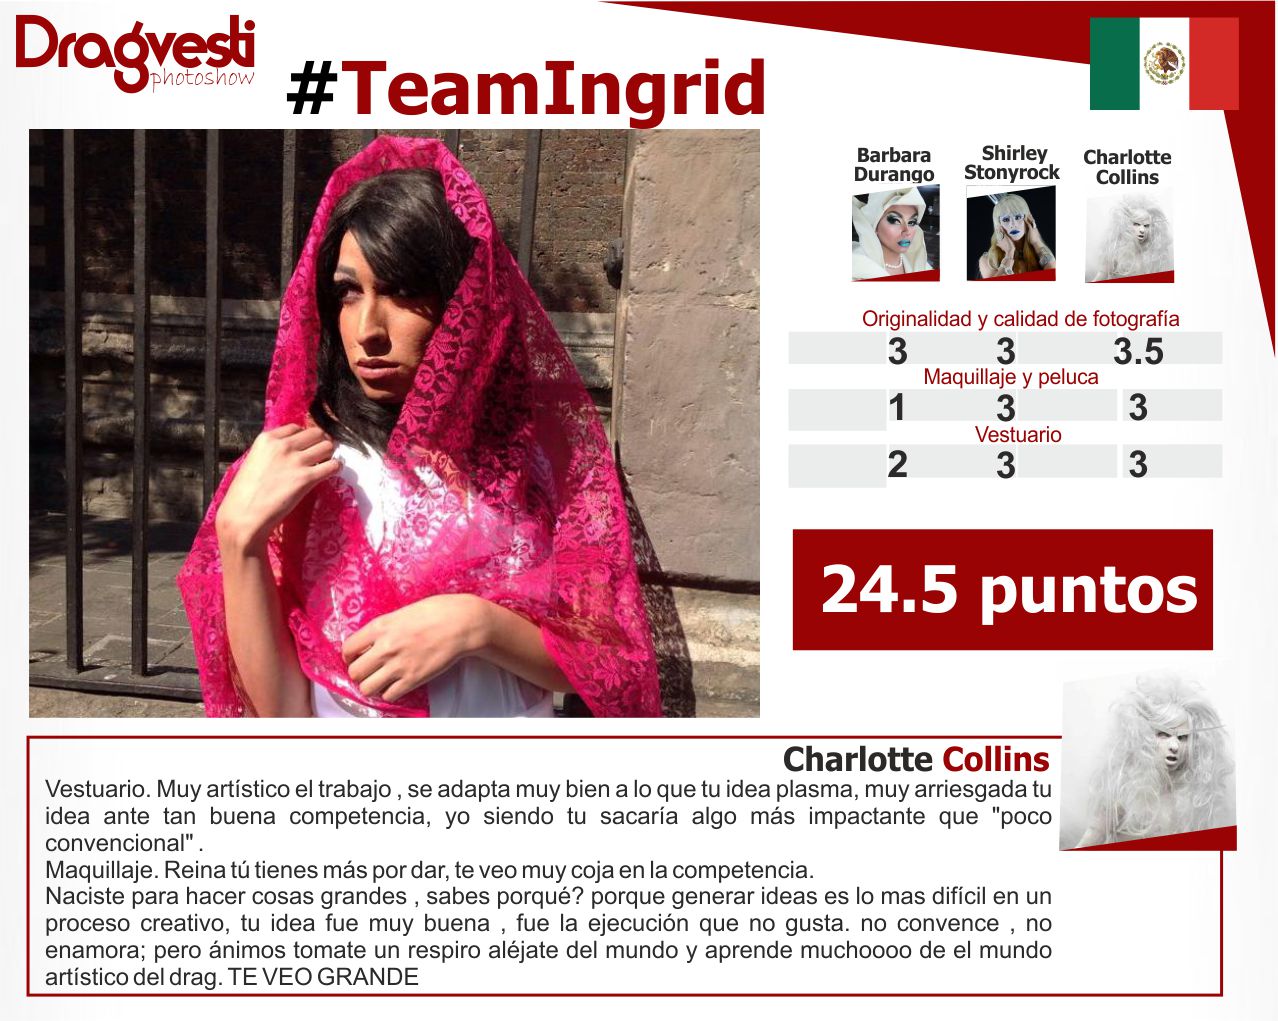 Dragvesti
photoshow
#TeamIngrid
Barbara
Durango
Shirley
Stonyrock
Charlotte
Collins
Originalidad y calidad de fotografía
3 3 3.5
Maquillaje y peluca
1 3 3
Vestuario
2 3 3
24.5 puntos
Charlotte Collins
Vestuario. Muy artístico el trabajo , se adapta muy bien a lo que tu idea plasma, muy arriesgada tu
idea ante tan buena competencia, yo siendo tu sacaría algo más impactante que "poco
convencional" .
Maquillaje. Reina tú tienes más por dar, te veo muy coja en la competencia.
Naciste para hacer cosas grandes , sabes porqué? porque generar ideas es lo mas difícil en un
proceso creativo, tu idea fue muy buena , fue la ejecución que no gusta. no convence , no
enamora; pero ánimos tomate un respiro aléjate del mundo y aprende muchoooo de el mundo
artístico del drag. TE VEO GRANDE